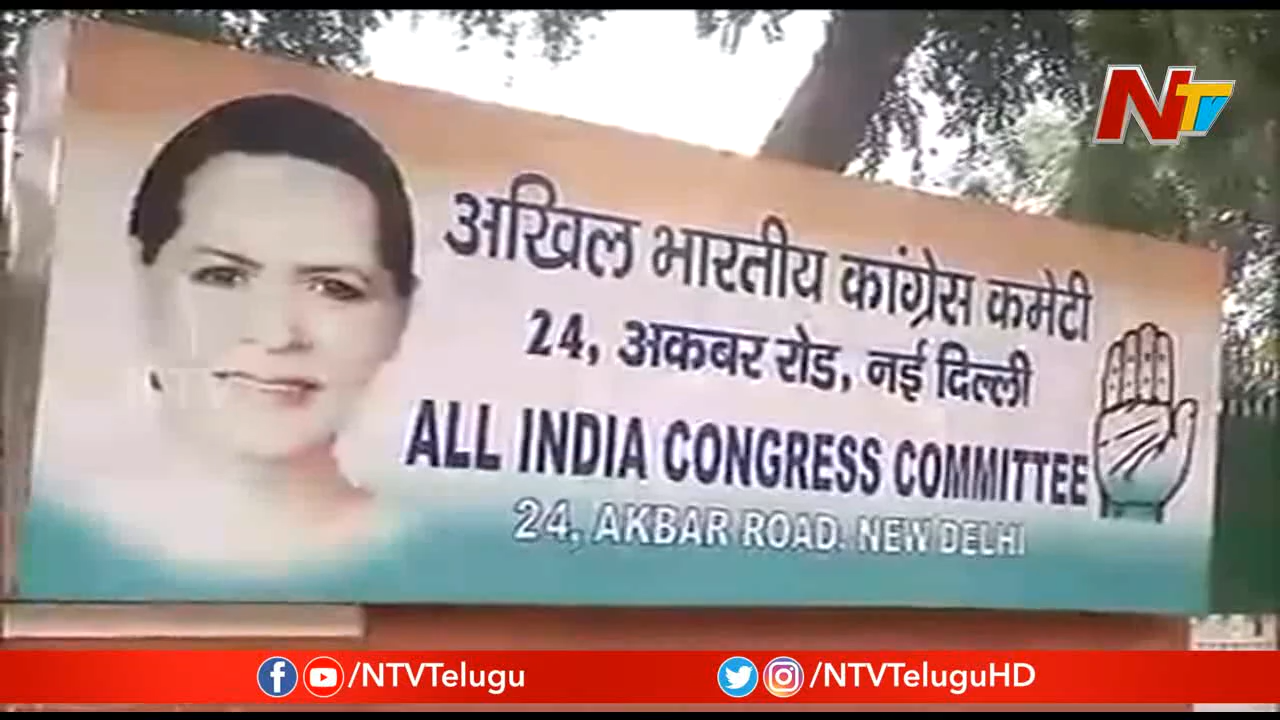 NTV
अखिल भारतीय कांग्रेस कमेटी
24, अकबर रोड, नई दिल्ली
ALL INDIA CONGRESS COMMITTEE
24, AKBAR ROAD. NEW DELHI
/NTVTelugu
/NTVTeluguHD